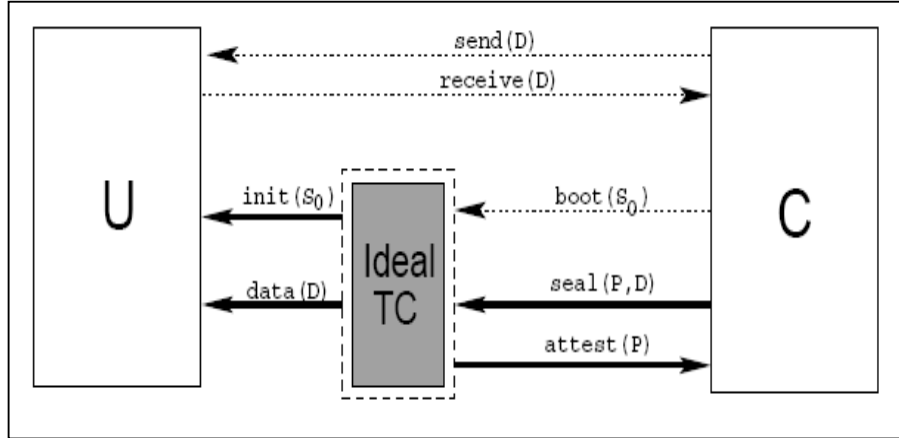 send(D)
receive(D)
U
init(S0)
Ideal
TC
boot(S0)
C
data(D)
seal(P,D)
attest(P)